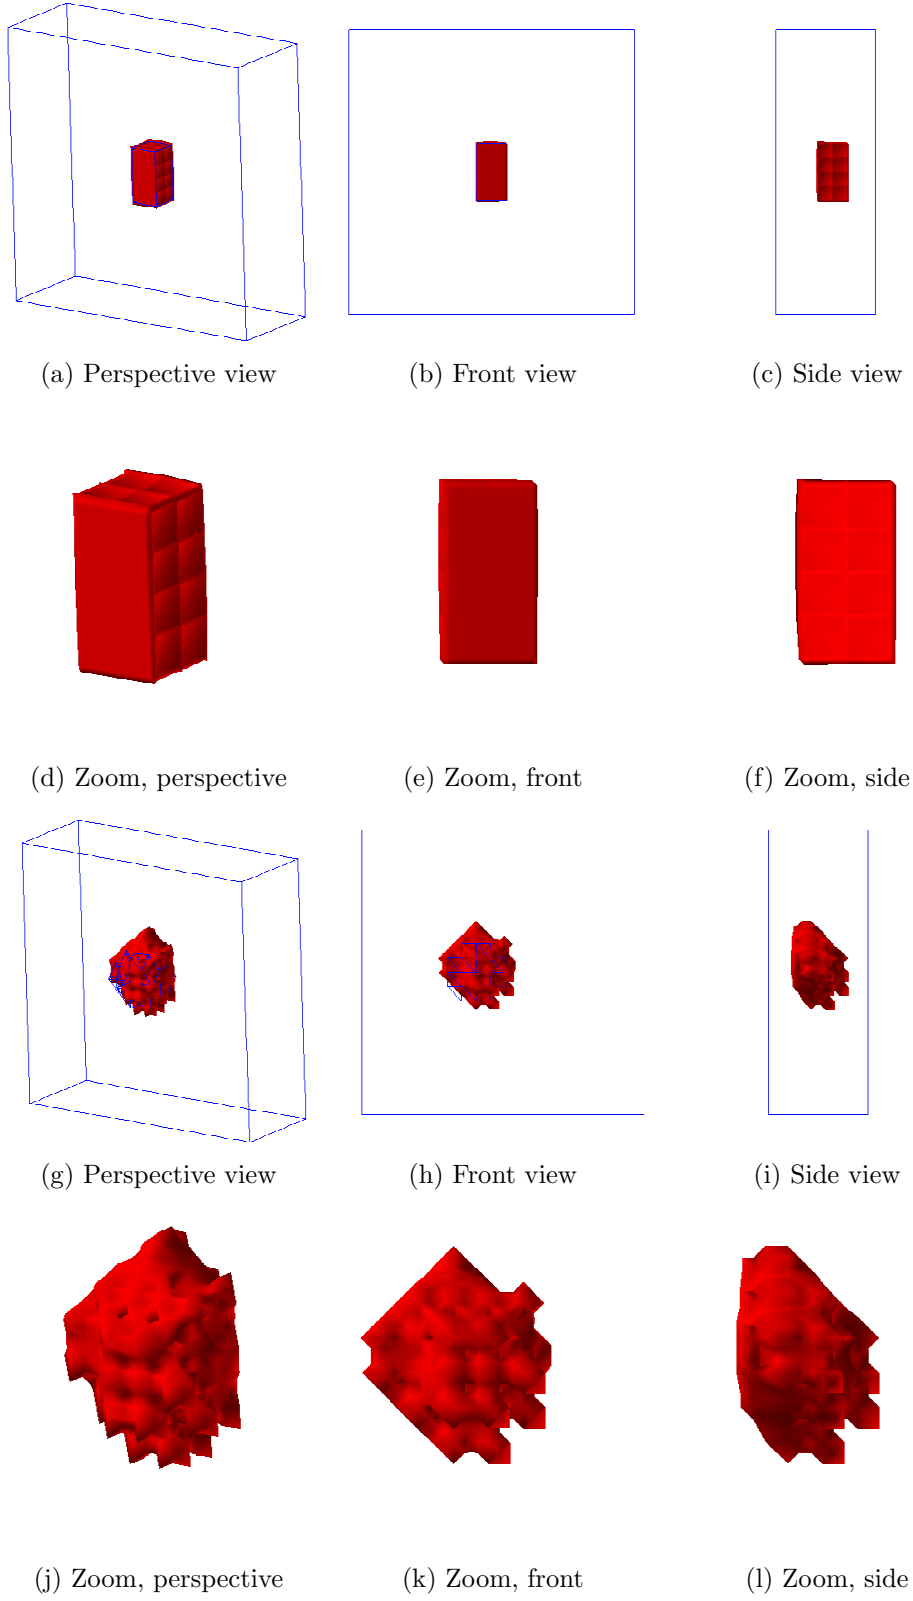 (a) Perspective view
(b) Front view
(c) Side view
(d) Zoom, perspective
(e) Zoom, front
(f) Zoom, side
(g) Perspective view
(h) Front view
(i) Side view
(j) Zoom, perspective
(k) Zoom, front
(l) Zoom, side